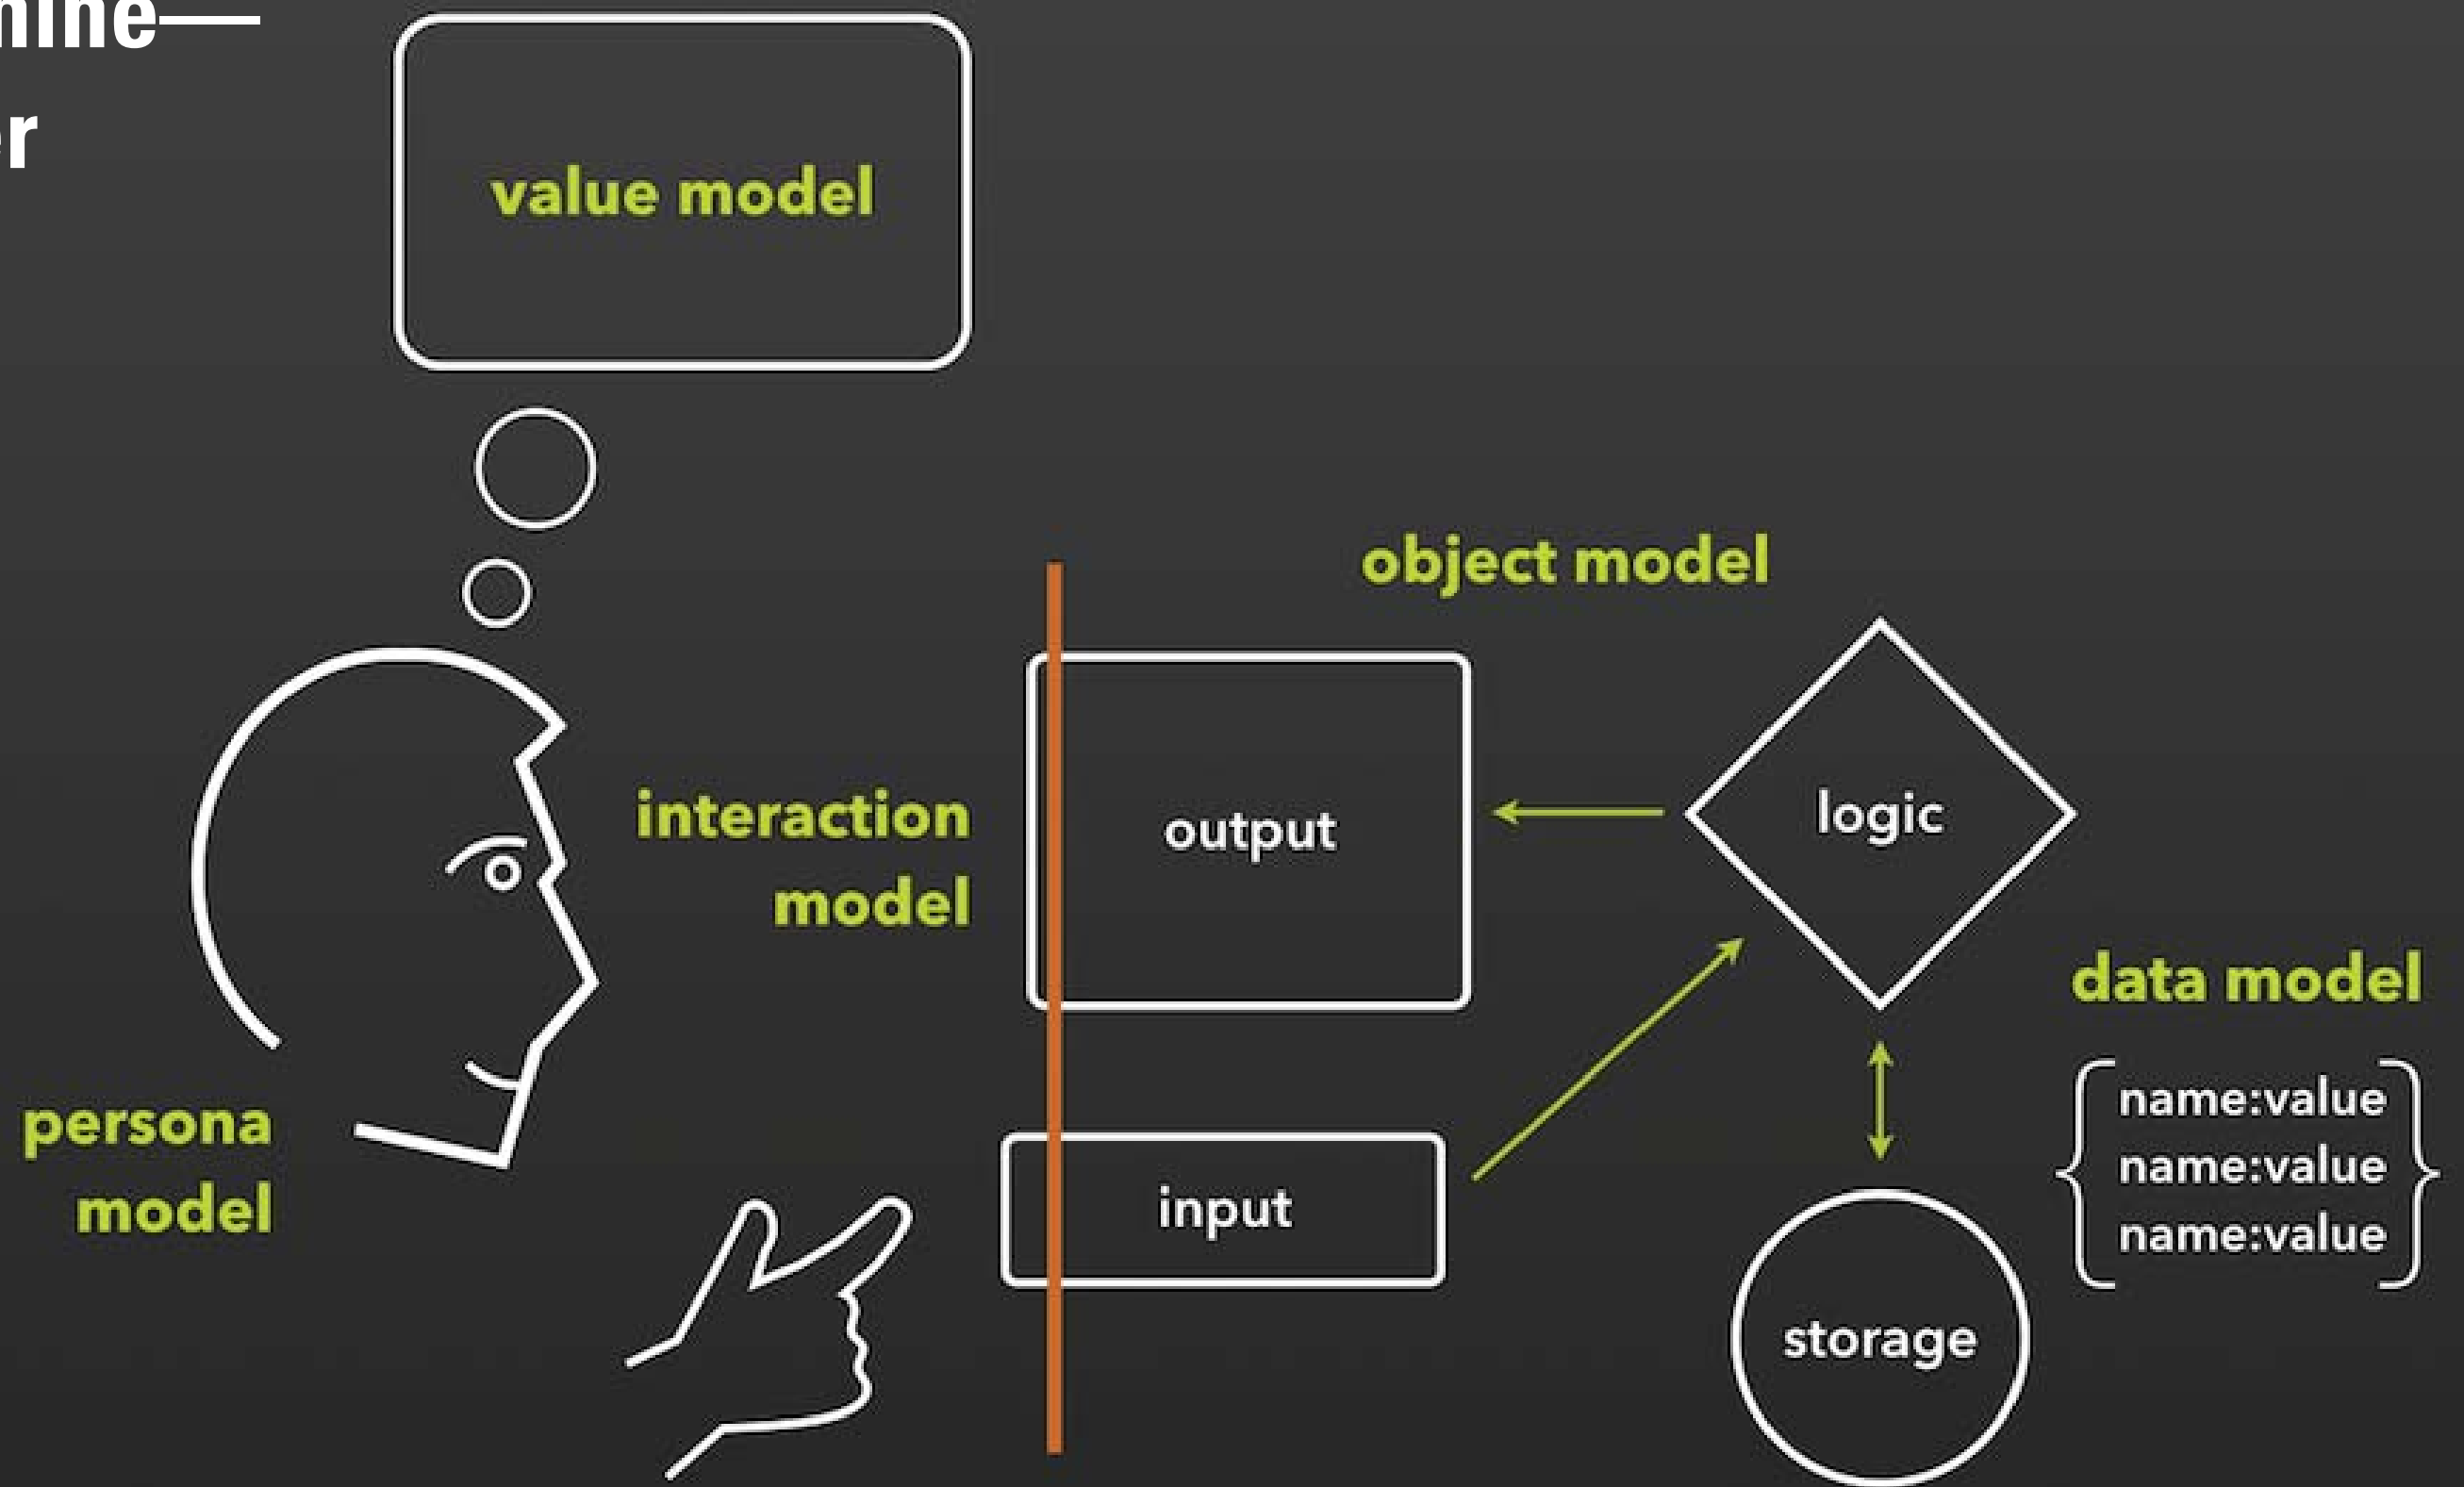 value model
object model
interaction
model
output
logic
data model
name:value
name:value
name:value
persona
model
input
storage